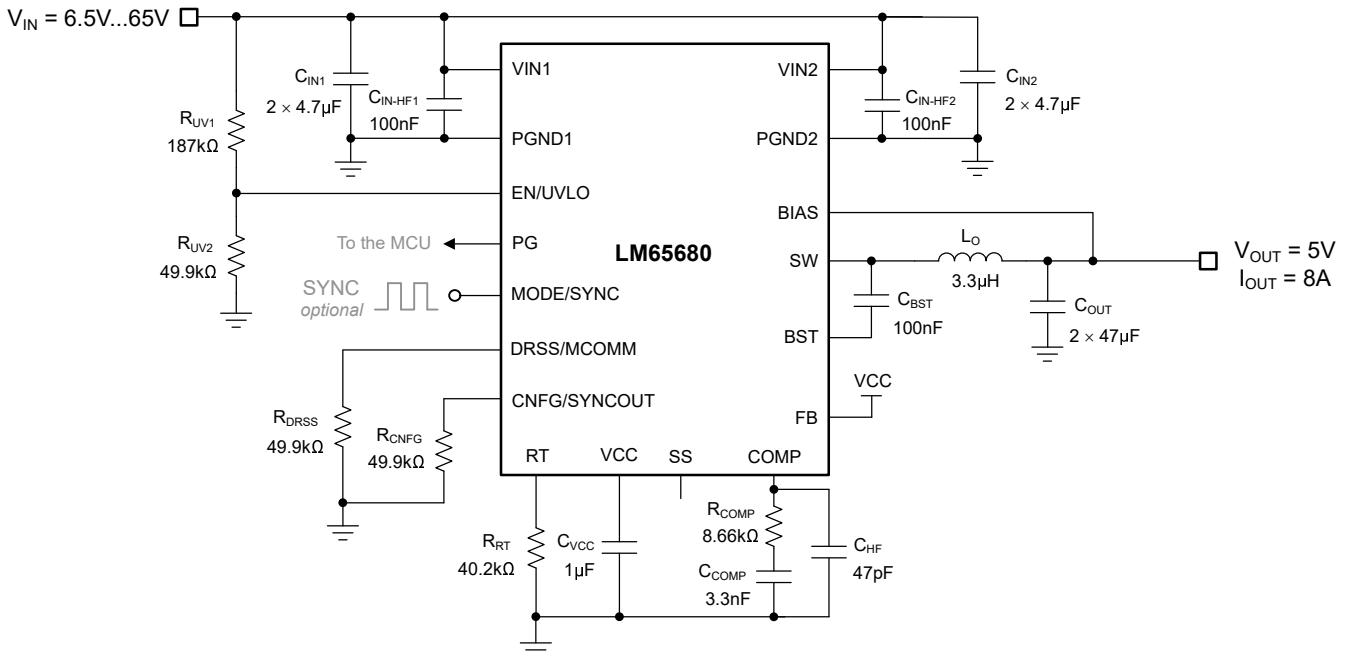 V_IN = 6.5V...65V
C_IN1
2 × 4.7µF
C_IN-HF1
100nF
VIN1
VIN2
C_IN-HF2
100nF
C_IN2
2 × 4.7µF
R_UV1
187kΩ
PGND1
PGND2
EN/UVLO
BIAS
R_UV2
49.9kΩ
To the MCU
PG
LM65680
SW
L_O
3.3µH
V_OUT = 5V
I_OUT = 8A
SYNC
optional
MODE/SYNC
C_BST
100nF
C_OUT
2 × 47µF
BST
DRSS/MCOMM
VCC
CNFG/SYNCOUT
FB
R_DRSS
49.9kΩ
R_CNFG
49.9kΩ
RT
VCC
SS
COMP
R_RT
40.2kΩ
C_VCC
1µF
R_COMP
8.66kΩ
C_COMP
3.3nF
C_HF
47pF